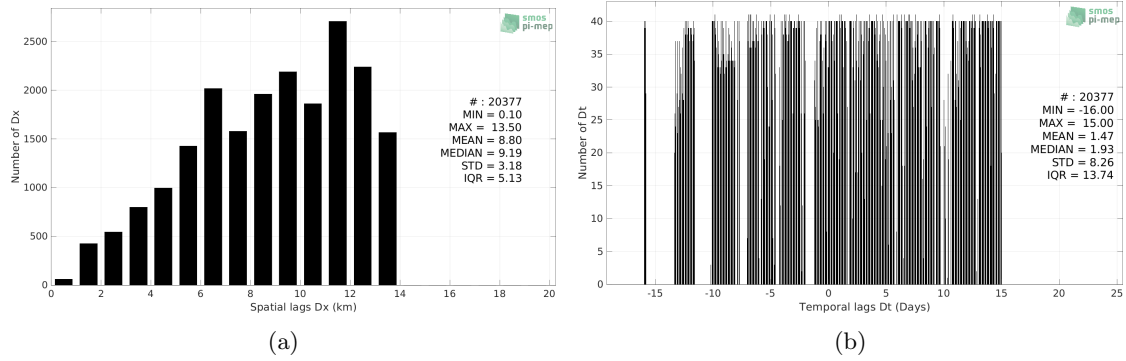 smos
pi-mep
2500
2000
1500
1000
500
0
Number of Dx
# : 20377
MIN = 0.10
MAX = 13.50
MEAN = 8.80
MEDIAN = 9.19
STD = 3.18
IQR = 5.13
0 2 4 6 8 10 12 14 16 18 20
Spatial lags Dx (km)
(a)
smos
pi-mep
40
35
30
25
20
15
10
5
0
Number of Dt
# : 20377
MIN = -16.00
MAX = 15.00
MEAN = 1.47
MEDIAN = 1.93
STD = 8.26
IQR = 13.74
-15 -10 -5 0 5 10 15 20 25
Temporal lags Dt (Days)
(b)